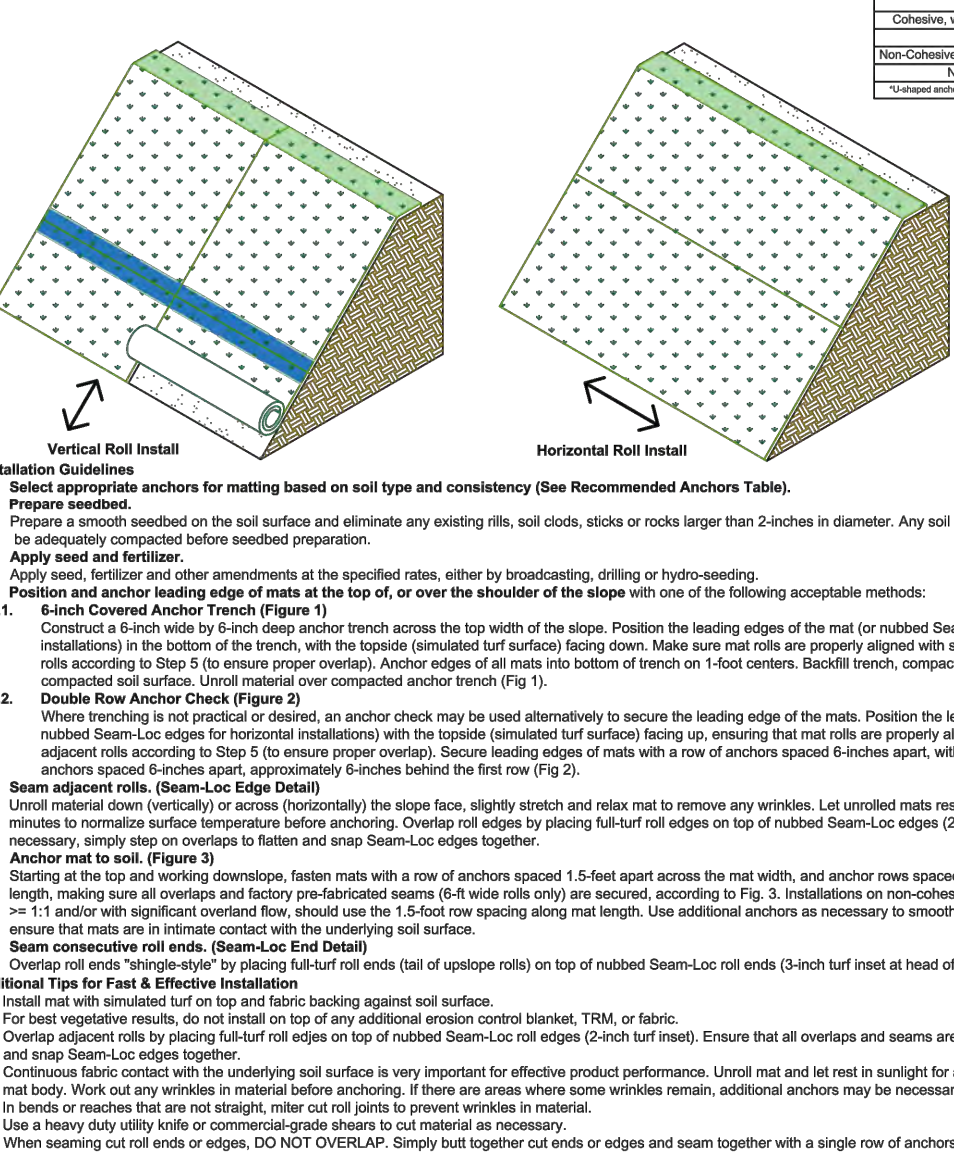 Cohesive,
Non-Cohesive
N
*U-shaped
Vertical Roll Install
Horizontal Roll Install
tallation Guidelines
Select appropriate anchors for matting based on soil type and consistency (See Recommended Anchors Table).
Prepare seedbed.
Prepare a smooth seedbed on the soil surface and eliminate any existing rills, soil clods, sticks or rocks larger than 2-inches in diameter. Any soil
be adequately compacted before seedbed preparation.
Apply seed and fertilizer.
Apply seed, fertilizer and other amendments at the specified rates, either by broadcasting, drilling or hydro-seeding.
Position and anchor leading edge of mats at the top of, or over the shoulder of the slope with one of the following acceptable methods:
1. 6-inch Covered Anchor Trench (Figure 1)
Construct a 6-inch wide by 6-inch deep anchor trench across the top width of the slope. Position the leading edges of the mat (or nubbed Sea
installations) in the bottom of the trench, with the topside (simulated turf surface) facing down. Make sure mat rolls are properly aligned with s
rolls according to Step 5 (to ensure proper overlap). Anchor edges of all mats into bottom of trench on 1-foot centers. Backfill trench, compac
compacted soil surface. Unroll material over compacted anchor trench (Fig 1).
2. Double Row Anchor Check (Figure 2)
Where trenching is not practical or desired, an anchor check may be used alternatively to secure the leading edge of the mats. Position the le
nubbed Seam-Loc edges for horizontal installations) with the topside (simulated turf surface) facing up, ensuring that mat rolls are properly al
adjacent rolls according to Step 5 (to ensure proper overlap). Secure leading edges of mats with a row of anchors spaced 6-inches apart, wit
anchors spaced 6-inches apart, approximately 6-inches behind the first row (Fig 2).
Seam adjacent rolls. (Seam-Loc Edge Detail)
Unroll material down (vertically) or across (horizontally) the slope face, slightly stretch and relax mat to remove any wrinkles. Let unrolled mats res
minutes to normalize surface temperature before anchoring. Overlap roll edges by placing full-turf roll edges on top of nubbed Seam-Loc edges (2
necessary, simply step on overlaps to flatten and snap Seam-Loc edges together.
Anchor mat to soil. (Figure 3)
Starting at the top and working downslope, fasten mats with a row of anchors spaced 1.5-feet apart across the mat width, and anchor rows space
length, making sure all overlaps and factory pre-fabricated seams (6-ft wide rolls only) are secured, according to Fig. 3. Installations on non-cohes
>= 1:1 and/or with significant overland flow, should use the 1.5-foot row spacing along mat length. Use additional anchors as necessary to smooth
ensure that mats are in intimate contact with the underlying soil surface.
Seam consecutive roll ends. (Seam-Loc End Detail)
Overlap roll ends "shingle-style" by placing full-turf roll ends (tail of upslope rolls) on top of nubbed Seam-Loc roll ends (3-inch turf inset at head of
itional Tips for Fast & Effective Installation
Install mat with simulated turf on top and fabric backing against soil surface.
For best vegetative results, do not install on top of any additional erosion control blanket, TRM, or fabric.
Overlap adjacent rolls by placing full-turf roll edjes on top of nubbed Seam-Loc roll edges (2-inch turf inset). Ensure that all overlaps and seams are
and snap Seam-Loc edges together.
Continuous fabric contact with the underlying soil surface is very important for effective product performance. Unroll mat and let rest in sunlight for
mat body. Work out any wrinkles in material before anchoring. If there are areas where some wrinkles remain, additional anchors may be necessar
In bends or reaches that are not straight, miter cut roll joints to prevent wrinkles in material.
Use a heavy duty utility knife or commercial-grade shears to cut material as necessary.
When seaming cut roll ends or edges, DO NOT OVERLAP. Simply butt together cut ends or edges and seam together with a single row of anchors